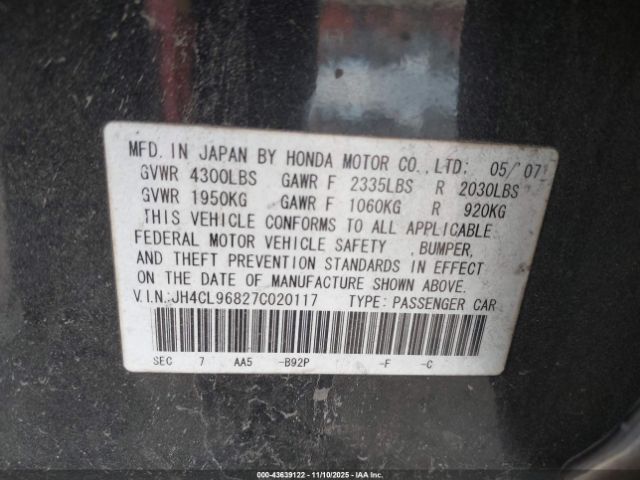 MFD. IN JAPAN BY HONDA MOTOR CO.,LTD; 05/07
GVWR 4300LBS GAWR F 2335LBS R 2030LBS
GVWR 1950KG GAWR F 1060KG R 920KG
THIS VEHICLE CONFORMS TO ALL APPLICABLE
FEDERAL MOTOR VEHICLE SAFETY ,BUMPER,
AND THEFT PREVENTION STANDARDS IN EFFECT
ON THE DATE OF MANUFACTURE SHOWN ABOVE.
V.I.N.:JH4CL96827C020117 TYPE: PASSENGER CAR
SEC 7 AA5 -B92P -F -C
000-43639122 - 11/10/2025 - IAA Inc.